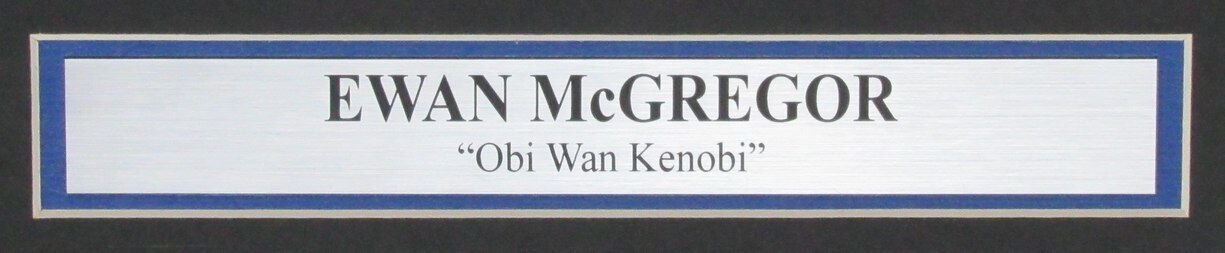 EWAN McGREGOR
“Obi Wan Kenobi”